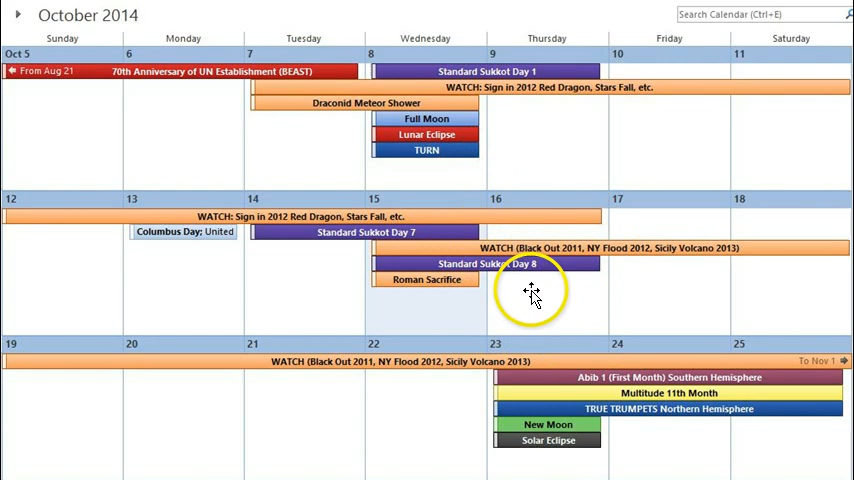 October 2014
Search Calendar (Ctrl+E)
Sunday Monday Tuesday Wednesday Thursday Friday Saturday
Oct 5 6 7 8 9 10 11
From Aug 21 70th Anniversary of UN Establishment (BEAST) Standard Sukkot Day 1
WATCH: Sign in 2012 Red Dragon, Stars Fall, etc.
Draconid Meteor Shower
Full Moon
Lunar Eclipse
TURN
12 13 14 15 16 17 18
WATCH: Sign in 2012 Red Dragon, Stars Fall, etc.
Columbus Day; United Standard Sukkot Day 7
WATCH (Black Out 2011, NY Flood 2012, Sicily Volcano 2013)
Standard Sukkot Day 8
Roman Sacrifice
19 20 21 22 23 24 25
WATCH (Black Out 2011, NY Flood 2012, Sicily Volcano 2013) To Nov 1
Abib 1 (First Month) Southern Hemisphere
Multitude 11th Month
TRUE TRUMPETS Northern Hemisphere
New Moon
Solar Eclipse